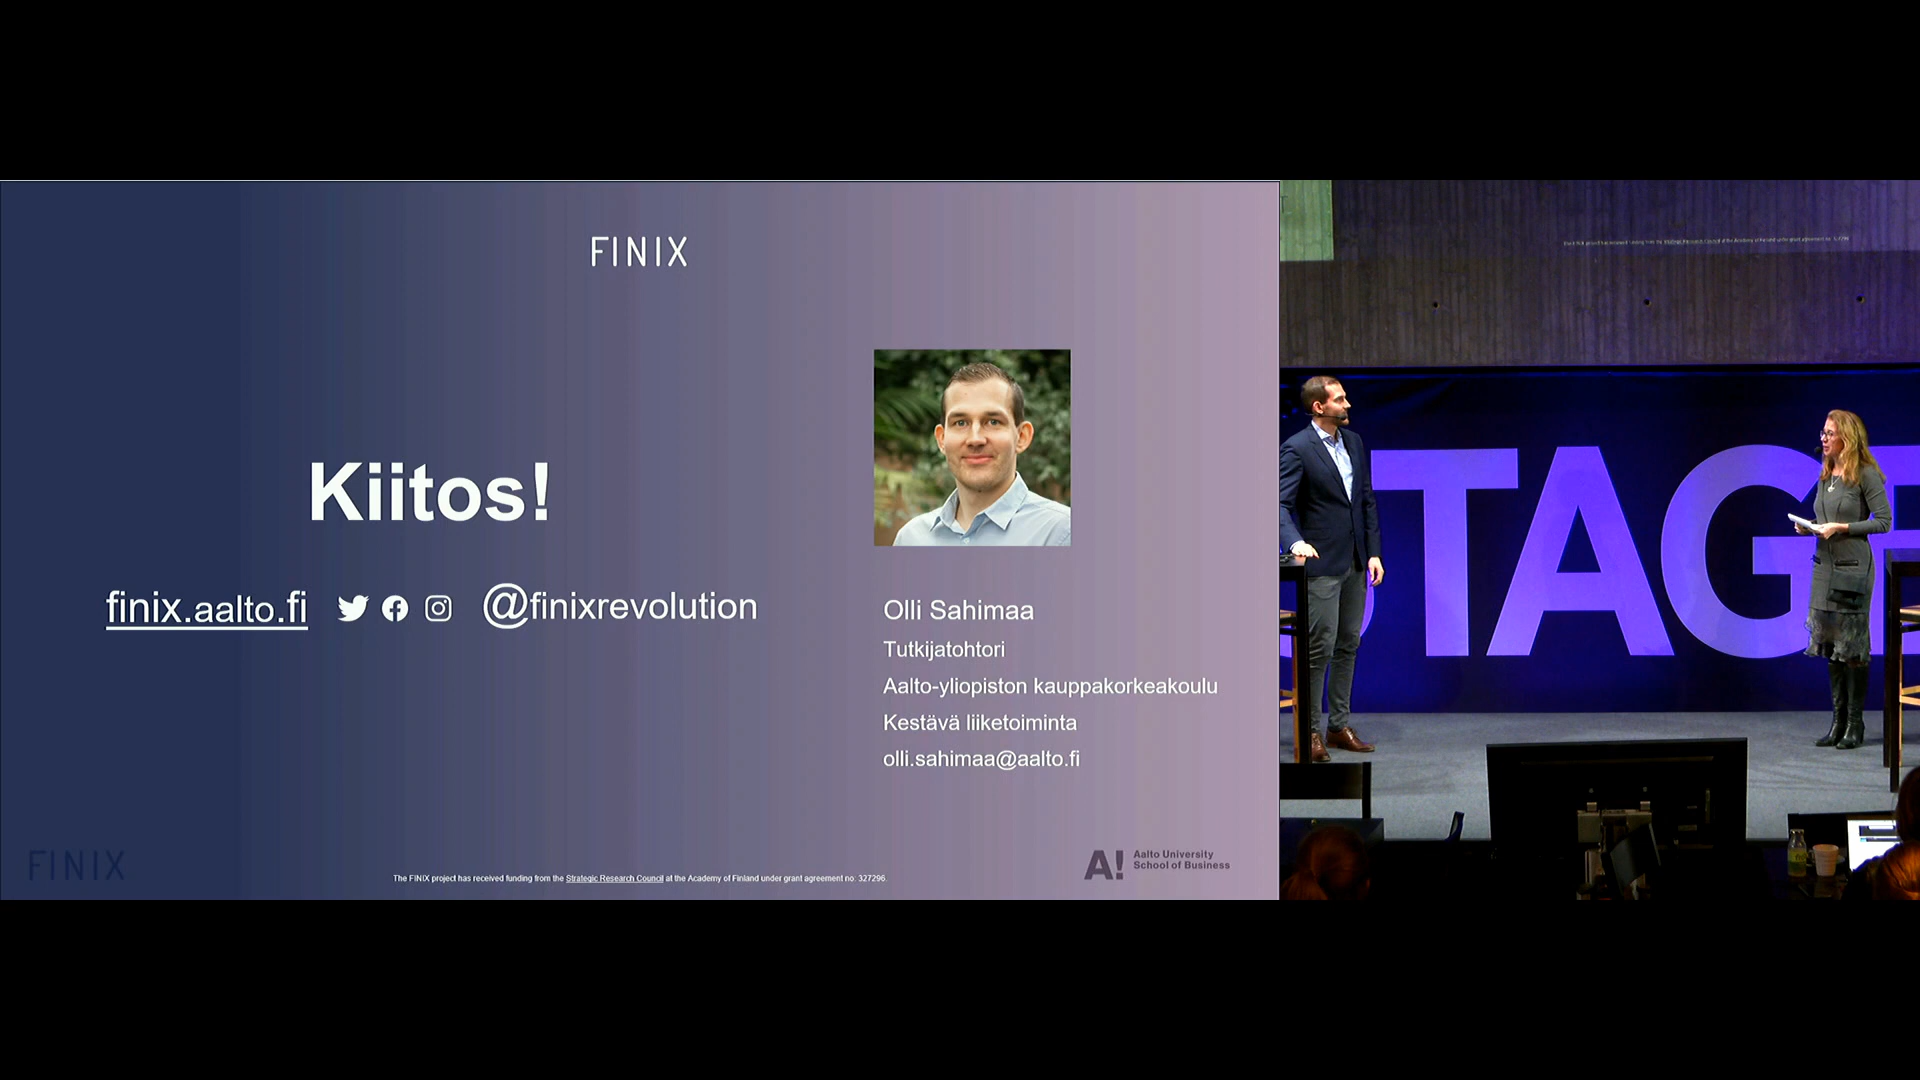 FINIX
Kiitos!
finix.aalto.fi @finixrevolution
Olli Sahimaa
Tutkijatohtori
Aalto-yliopiston kauppakorkeakoulu
Kestävä liiketoiminta
olli.sahimaa@aalto.fi
FINIX
The FINIX project has received funding from the Strategic Research Council at the Academy of Finland under grant agreement no: 327296.
A! Aalto University
School of Business
STAGE